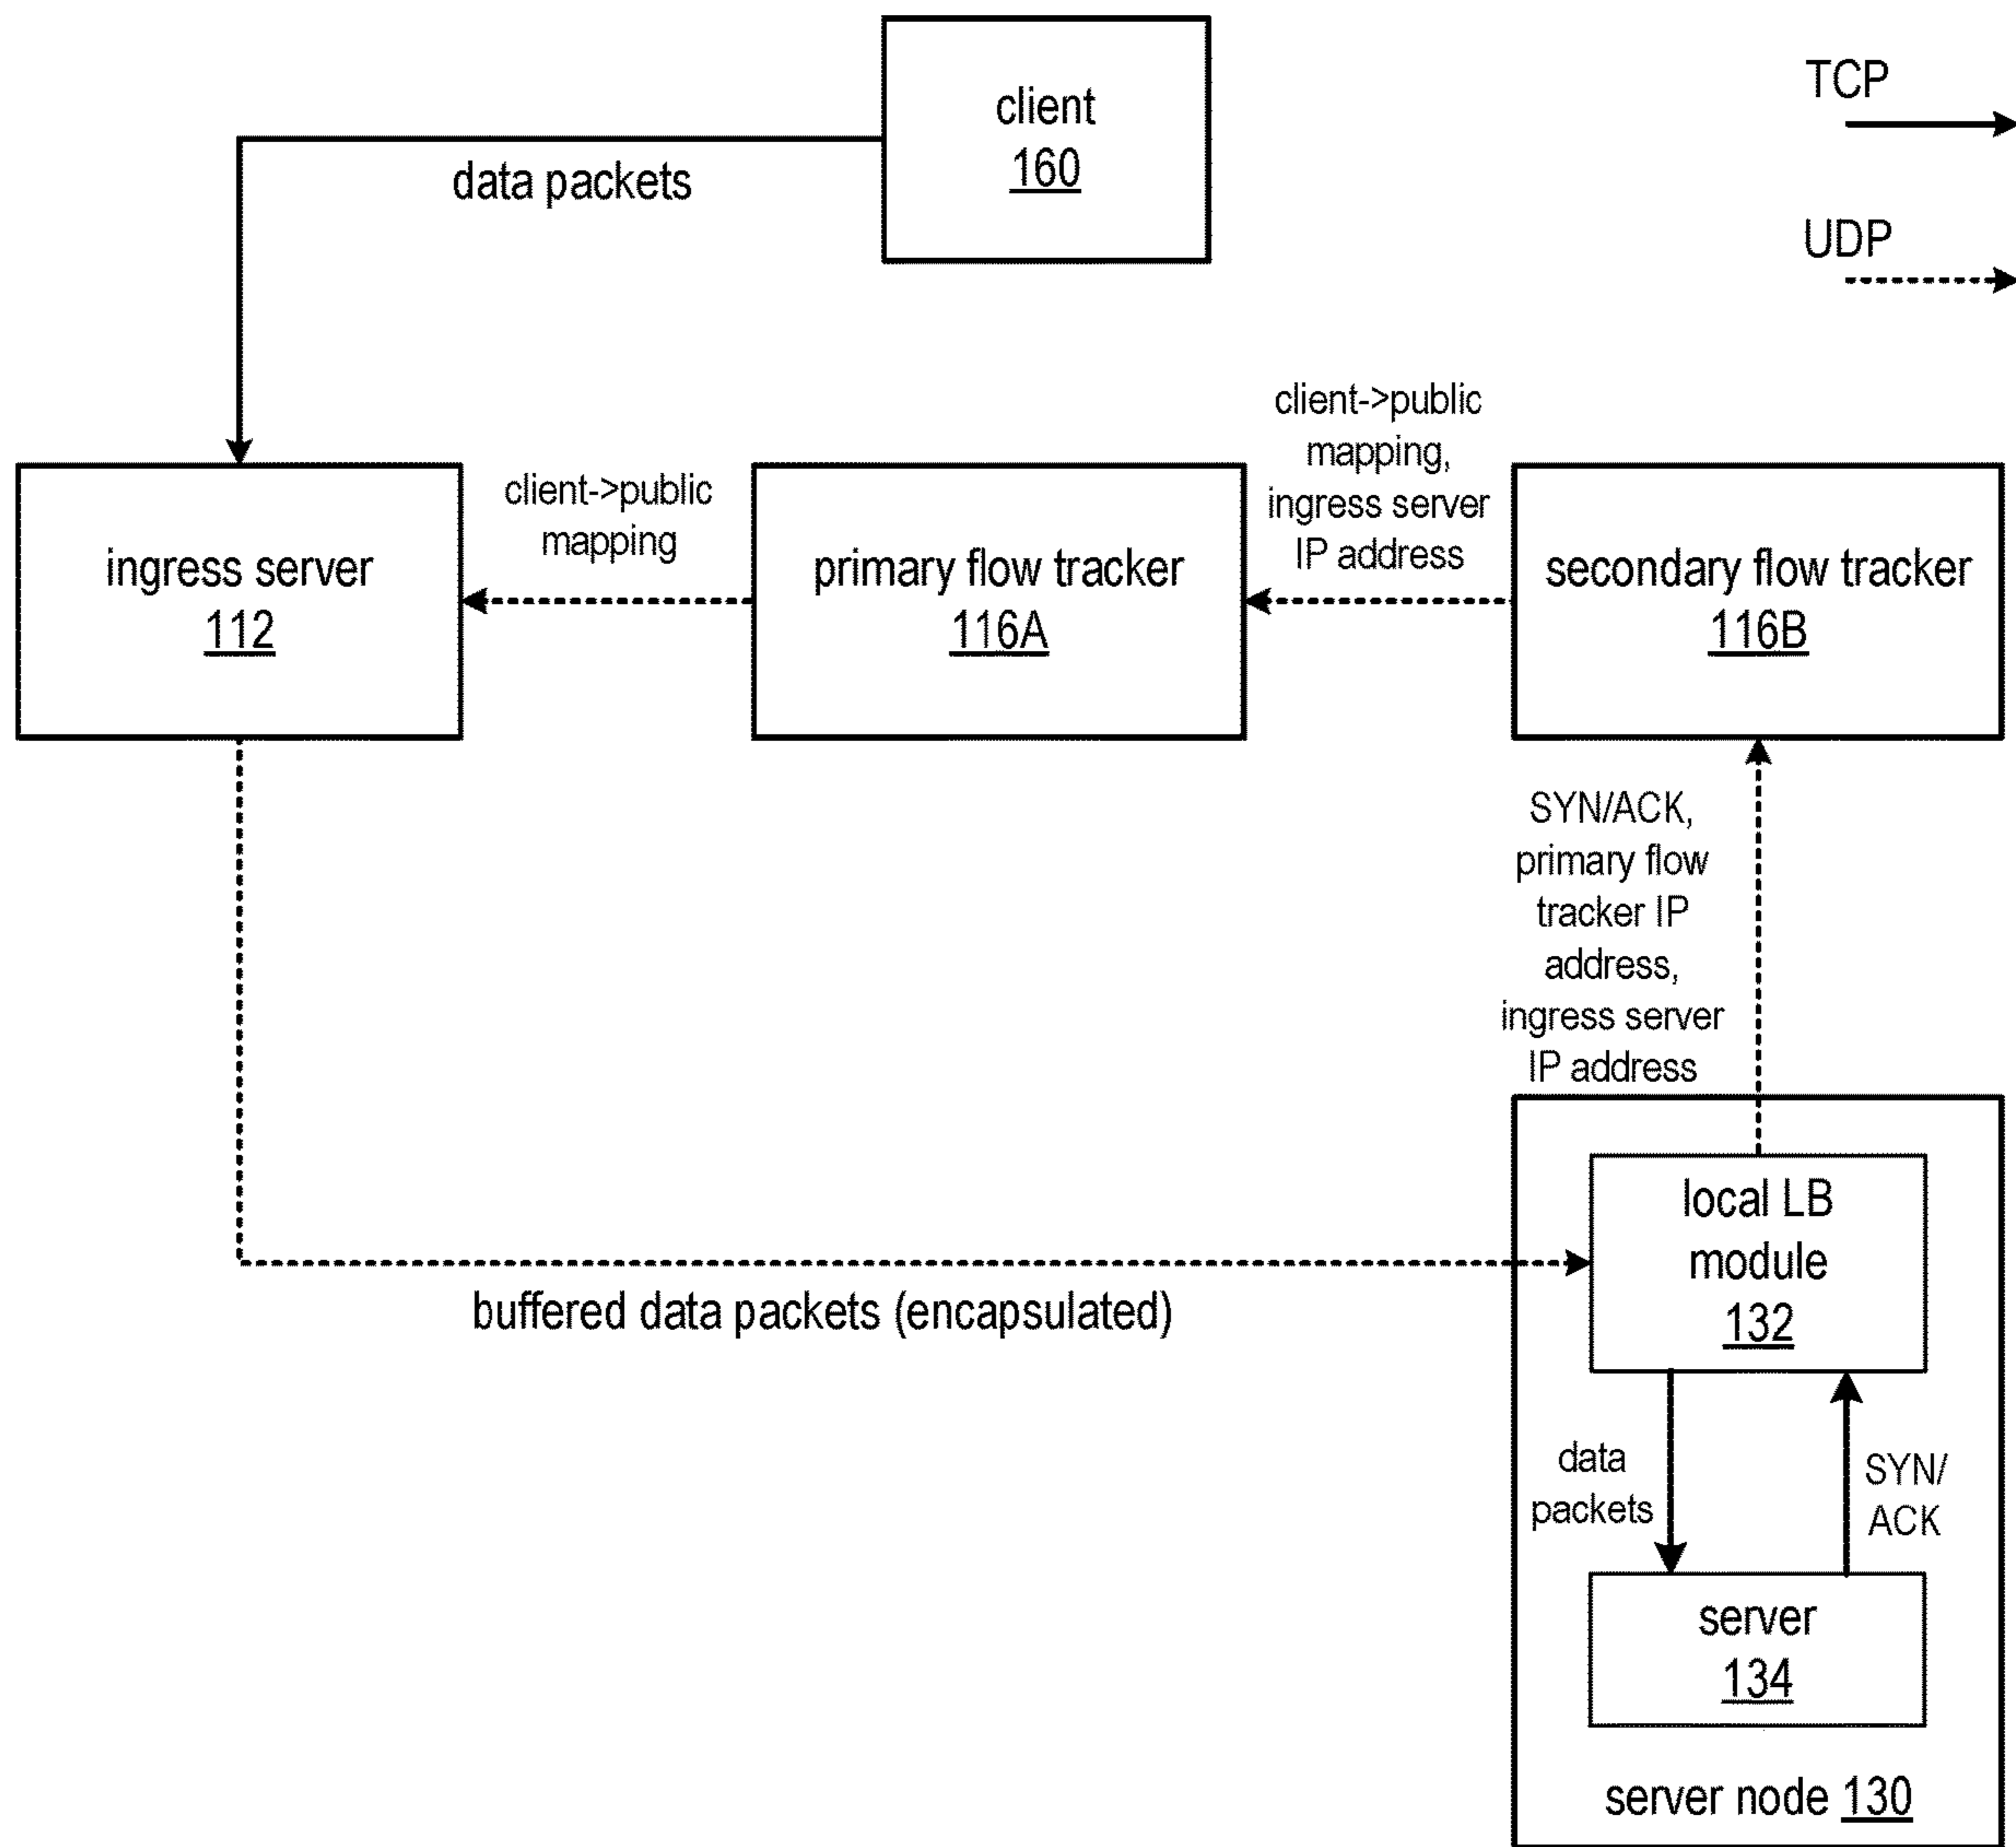 client
160
TCP
data packets
UDP
client->public
mapping,
ingress server
IP address
client->public
mapping
ingress server
112
primary flow tracker
116A
secondary flow tracker
116B
SYN/ACK,
primary flow
tracker IP
address,
ingress server
IP address
local LB
module
132
buffered data packets (encapsulated)
data
packets
SYN/
ACK
server
134
server node 130